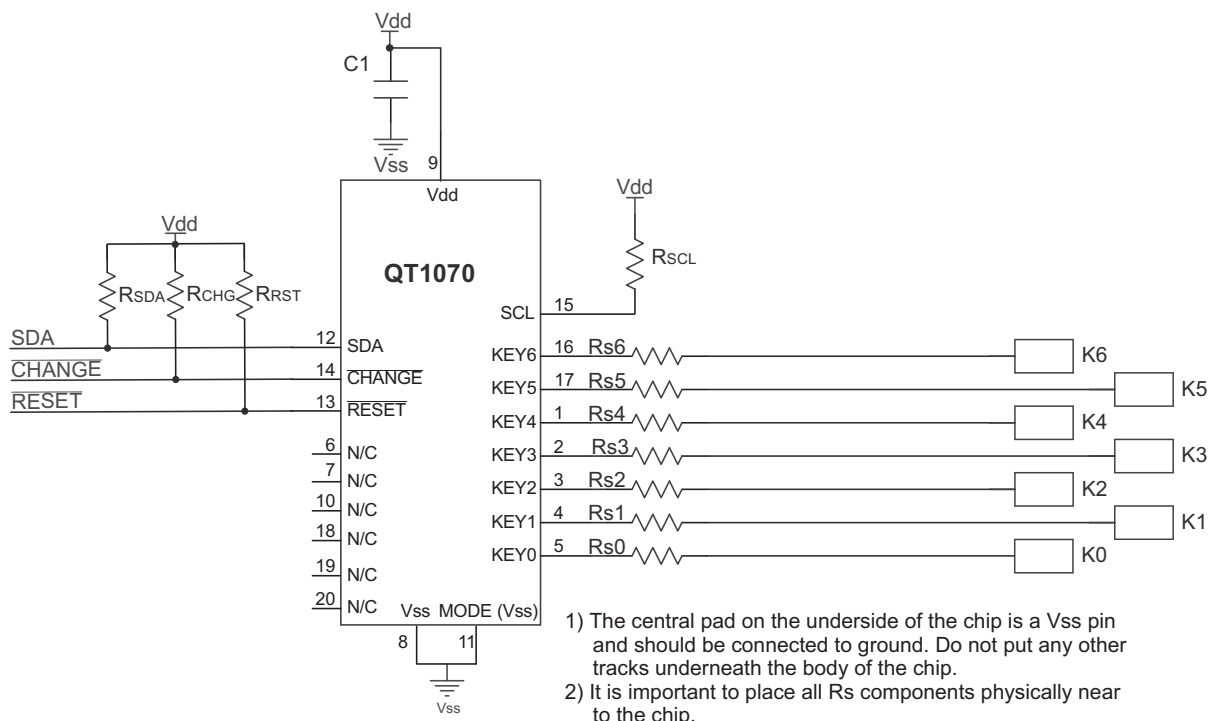 Vdd
C1
Vss
9
Vdd
Vdd
Vdd
QT1070
RSCL
RSDA
RCHG
RRST
SCL
15
SDA
12
SDA
KEY6
16
Rs6
K6
CHANGE
14
CHANGE
KEY5
17
Rs5
K5
RESET
13
RESET
KEY4
1
Rs4
K4
6
N/C
KEY3
2
Rs3
K3
7
N/C
KEY2
3
Rs2
K2
10
N/C
KEY1
4
Rs1
K1
18
N/C
KEY0
5
Rs0
K0
19
N/C
20
N/C
Vss
MODE (Vss)
8
11
Vss
1) The central pad on the underside of the chip is a Vss pin
and should be connected to ground. Do not put any other
tracks underneath the body of the chip.
2) It is important to place all Rs components physically near
to the chip.